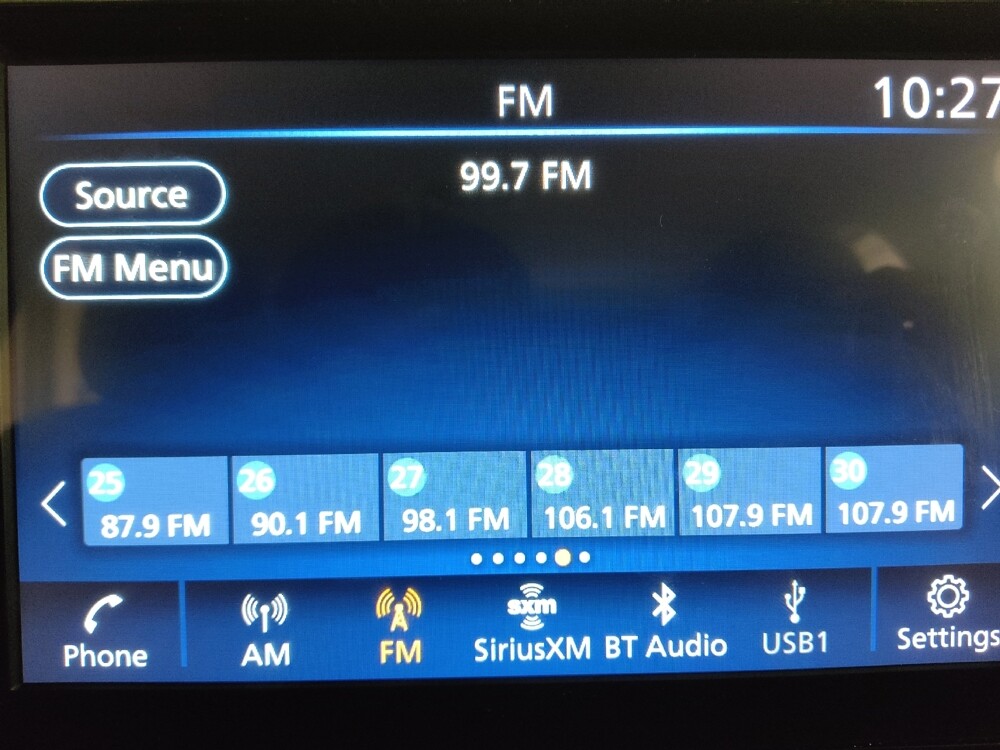 FM
10:27
99.7 FM
Source
FM Menu
25 26 27 28 29 30
87.9 FM 90.1 FM 98.1 FM 106.1 FM 107.9 FM 107.9 FM
sxm
Phone AM FM SiriusXM BT Audio USB1 Settings